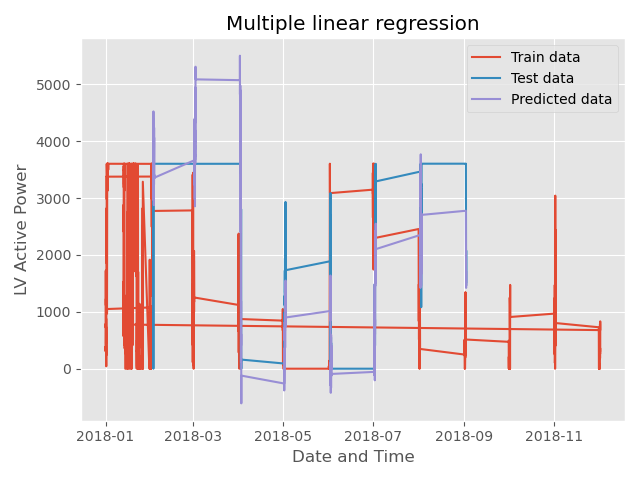 Multiple linear regression
Train data
Test data
Predicted data
LV Active Power
5000
4000
3000
2000
1000
0
2018-01 2018-03 2018-05 2018-07 2018-09 2018-11
Date and Time